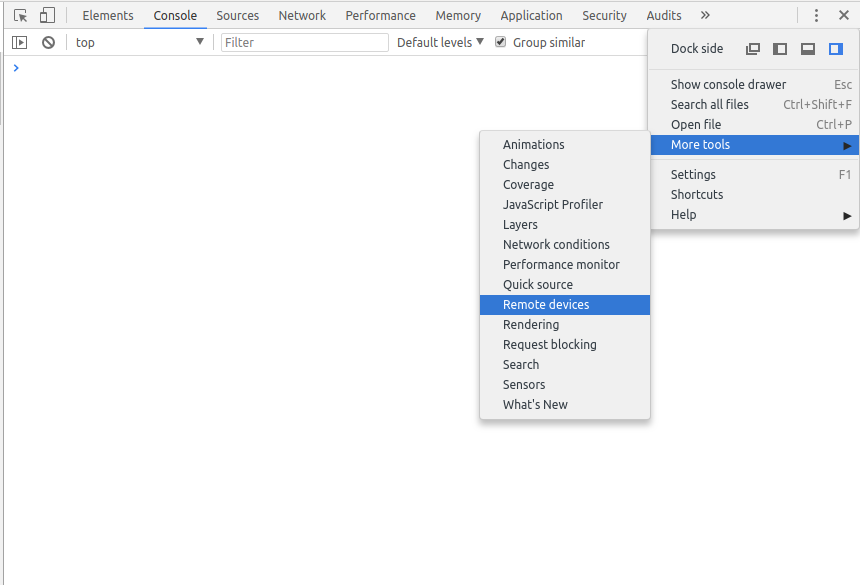 Elements Console Sources Network Performance Memory Application Security Audits »
top Filter Default levels Group similar
Dock side
Show console drawer Esc
Search all files Ctrl+Shift+F
Open file Ctrl+P
More tools
Settings F1
Shortcuts
Help
Animations
Changes
Coverage
JavaScript Profiler
Layers
Network conditions
Performance monitor
Quick source
Remote devices
Rendering
Request blocking
Search
Sensors
What's New